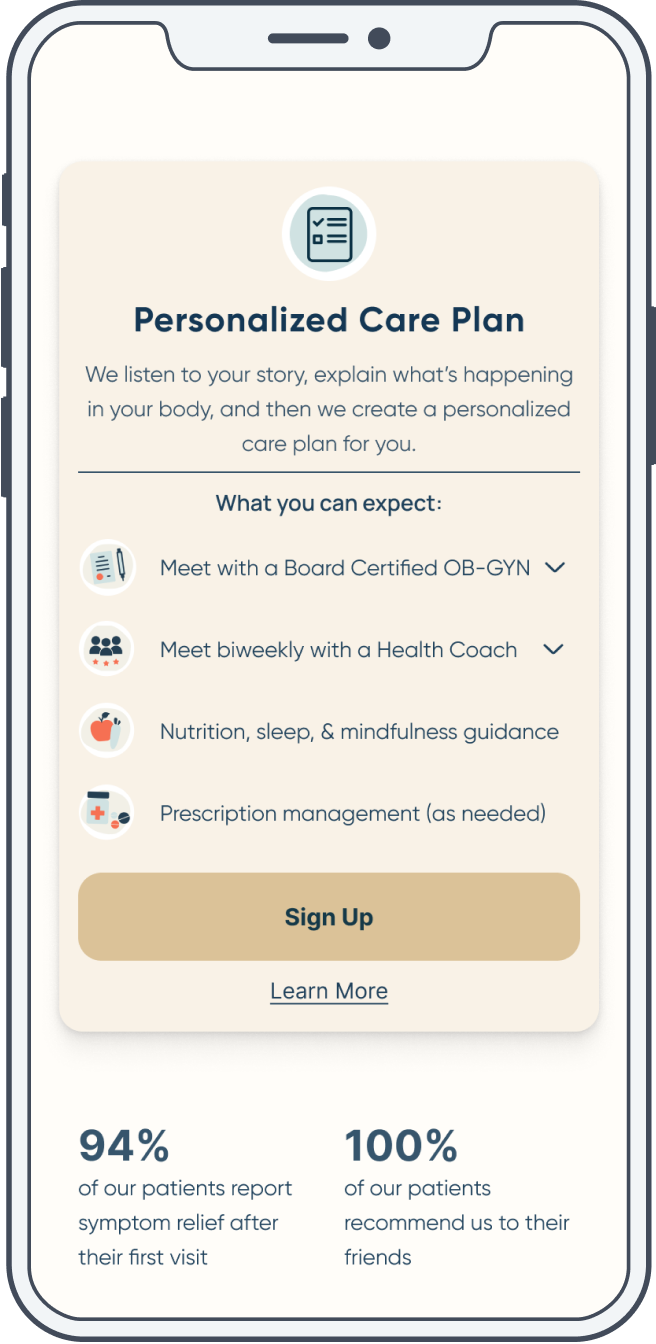 Personalized Care Plan
We listen to your story, explain what's happening
in your body, and then we create a personalized
care plan for you.
What you can expect:
Meet with a Board Certified OB-GYN
Meet biweekly with a Health Coach
Nutrition, sleep, & mindfulness guidance
Prescription management (as needed)
Sign Up
Learn More
94%
of our patients report
symptom relief after
their first visit
100%
of our patients
recommend us to their
friends